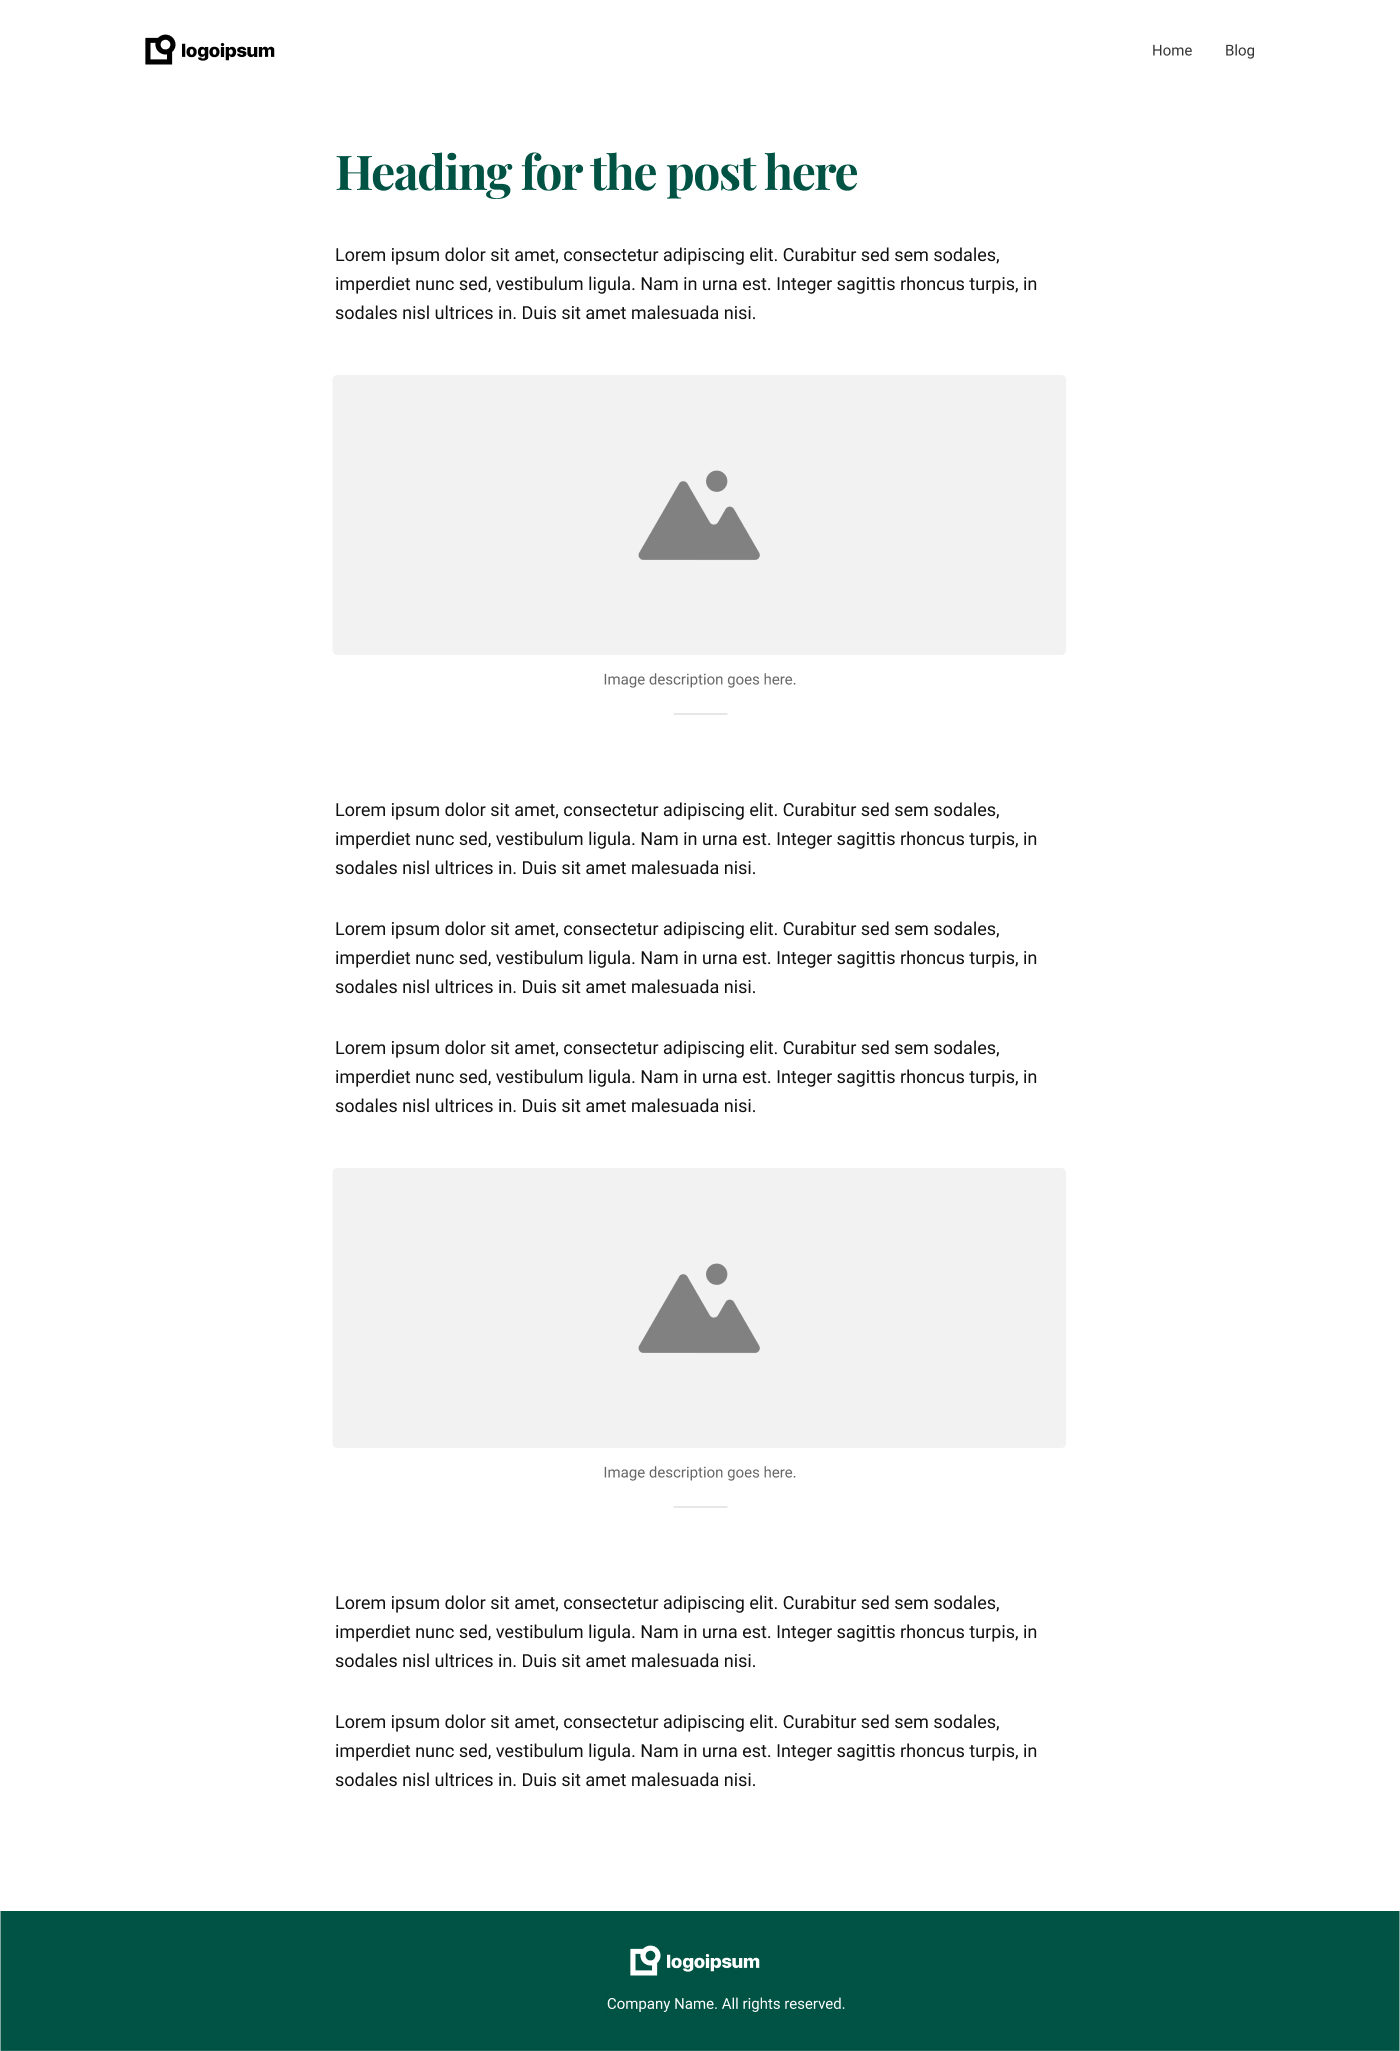 logoipsum
Home Blog
Heading for the post here
Lorem ipsum dolor sit amet, consectetur adipiscing elit. Curabitur sed sem sodales,
imperdiet nunc sed, vestibulum ligula. Nam in urna est. Integer sagittis rhoncus turpis, in
sodales nisl ultrices in. Duis sit amet malesuada nisi.
Image description goes here.
Lorem ipsum dolor sit amet, consectetur adipiscing elit. Curabitur sed sem sodales,
imperdiet nunc sed, vestibulum ligula. Nam in urna est. Integer sagittis rhoncus turpis, in
sodales nisl ultrices in. Duis sit amet malesuada nisi.
Lorem ipsum dolor sit amet, consectetur adipiscing elit. Curabitur sed sem sodales,
imperdiet nunc sed, vestibulum ligula. Nam in urna est. Integer sagittis rhoncus turpis, in
sodales nisl ultrices in. Duis sit amet malesuada nisi.
Lorem ipsum dolor sit amet, consectetur adipiscing elit. Curabitur sed sem sodales,
imperdiet nunc sed, vestibulum ligula. Nam in urna est. Integer sagittis rhoncus turpis, in
sodales nisl ultrices in. Duis sit amet malesuada nisi.
Image description goes here.
Lorem ipsum dolor sit amet, consectetur adipiscing elit. Curabitur sed sem sodales,
imperdiet nunc sed, vestibulum ligula. Nam in urna est. Integer sagittis rhoncus turpis, in
sodales nisl ultrices in. Duis sit amet malesuada nisi.
Lorem ipsum dolor sit amet, consectetur adipiscing elit. Curabitur sed sem sodales,
imperdiet nunc sed, vestibulum ligula. Nam in urna est. Integer sagittis rhoncus turpis, in
sodales nisl ultrices in. Duis sit amet malesuada nisi.
logoipsum
Company Name. All rights reserved.